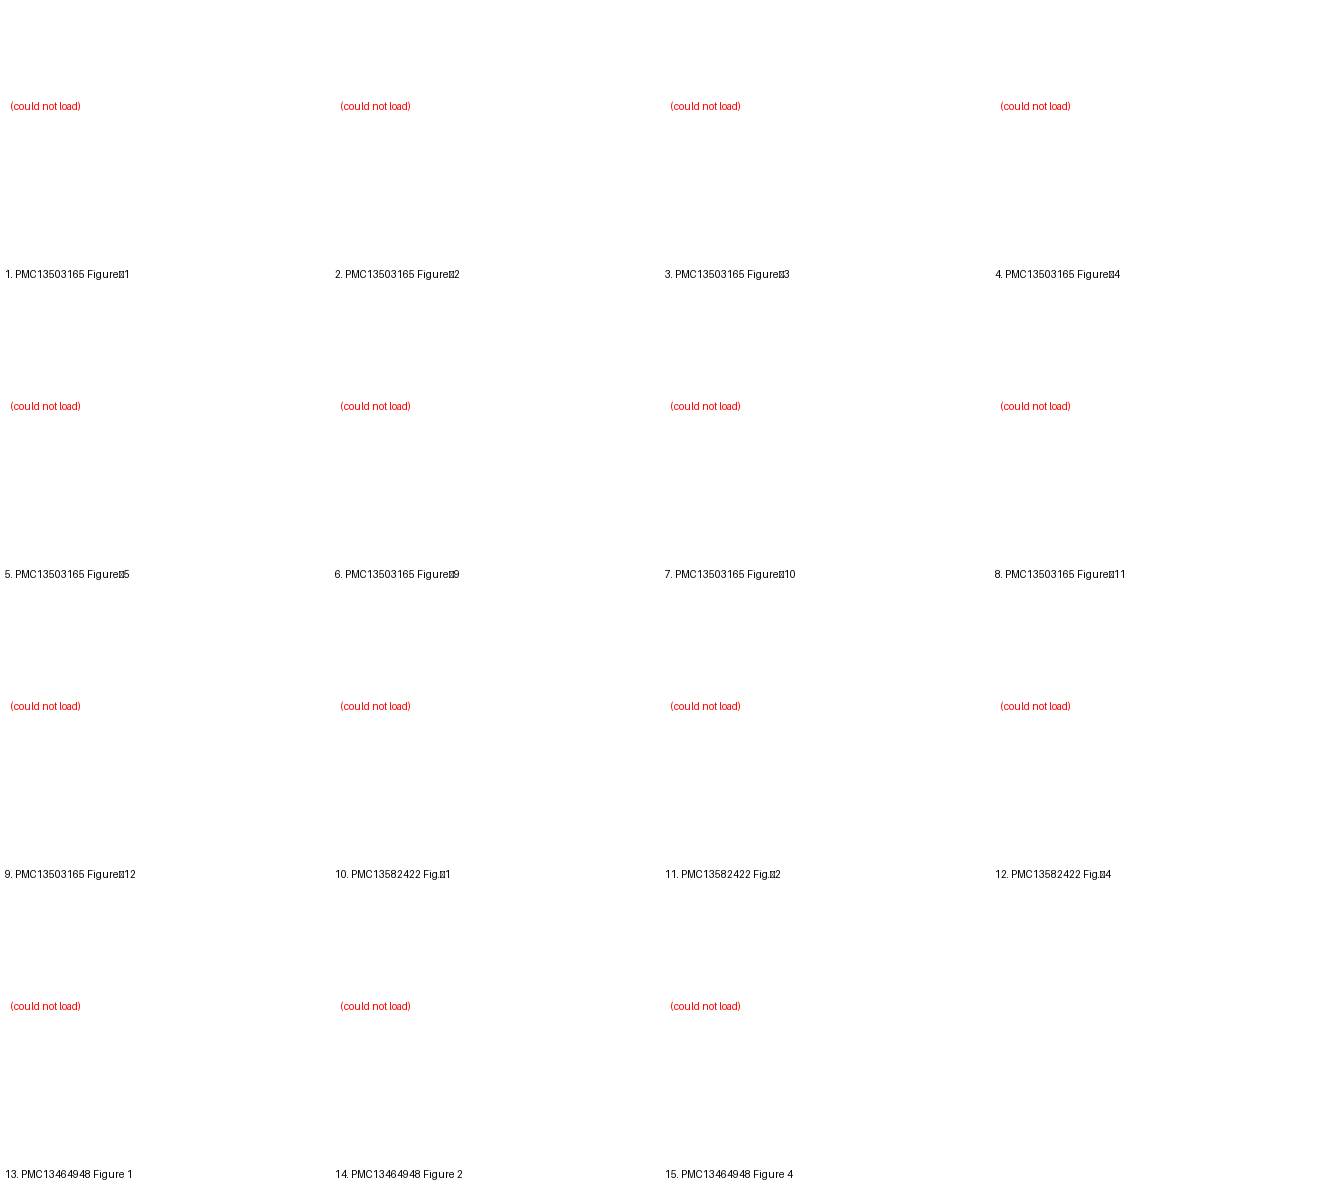 (could not load) (could not load) (could not load) (could not load)
1. PMC13503165 Figure□1 2. PMC13503165 Figure□2 3. PMC13503165 Figure□3 4. PMC13503165 Figure□4
(could not load) (could not load) (could not load) (could not load)
5. PMC13503165 Figure□5 6. PMC13503165 Figure□9 7. PMC13503165 Figure□10 8. PMC13503165 Figure□11
(could not load) (could not load) (could not load) (could not load)
9. PMC13503165 Figure□12 10. PMC13582422 Fig.□1 11. PMC13582422 Fig.□2 12. PMC13582422 Fig.□4
(could not load) (could not load) (could not load)
13. PMC13464948 Figure 1 14. PMC13464948 Figure 2 15. PMC13464948 Figure 4